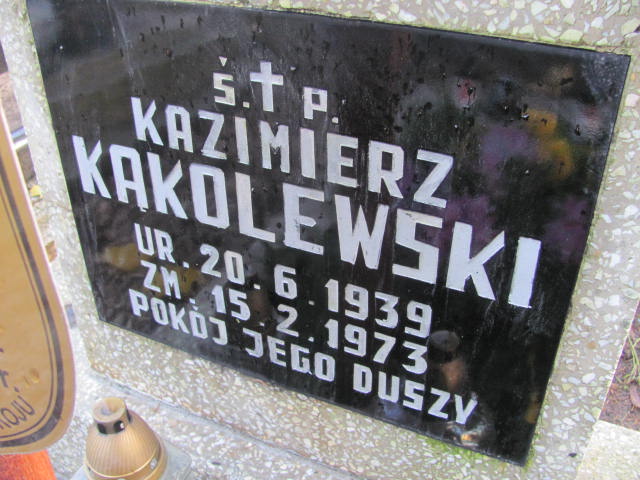 Ś. P.
KAZIMIERZ
KĄKOLEWSKI
UR. 20.6.1939
ZM. 15.2.1973
POKÓJ JEGO DUSZY